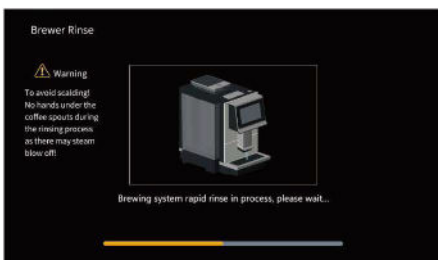 Brewer Rinse
Warning
To avoid scalding!
No hands under the
coffee spouts during
the rinsing process
as there may steam
blow off!
Brewing system rapid rinse in process, please wait...